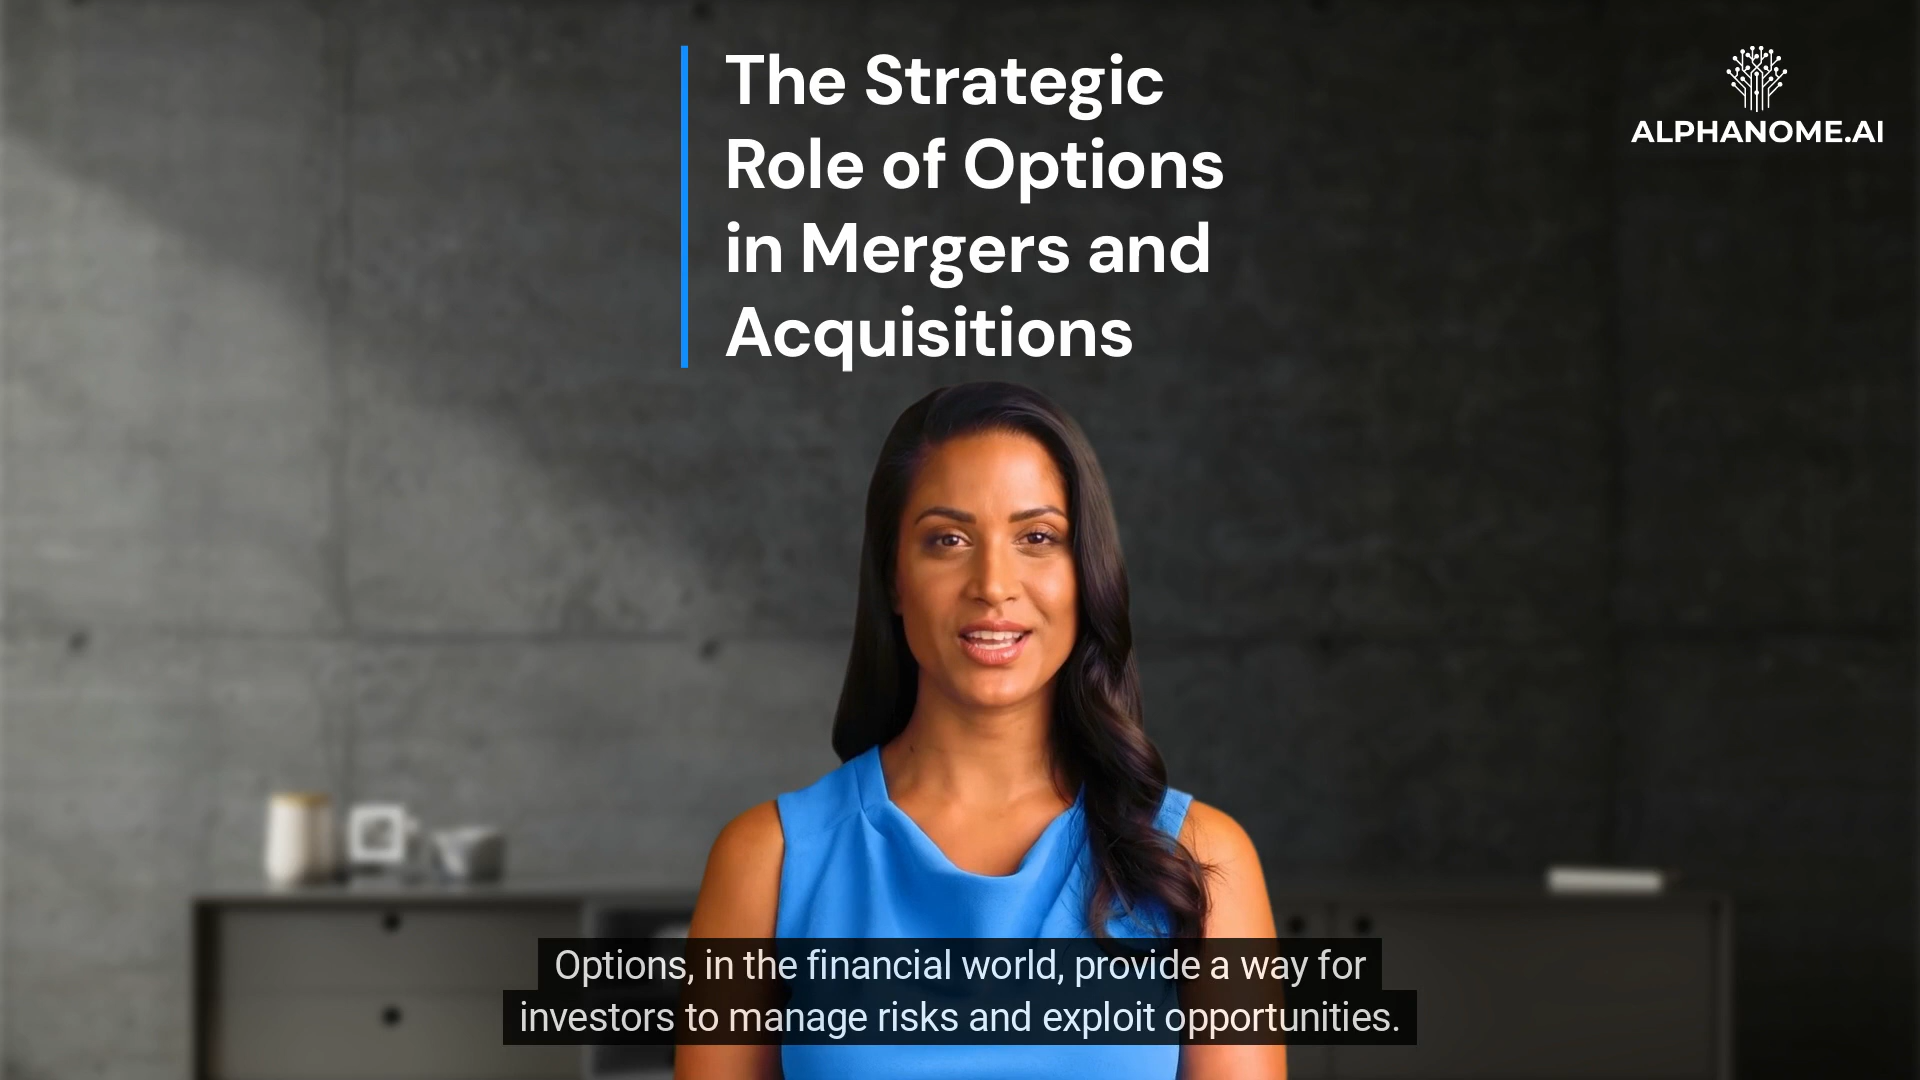 The Strategic
Role of Options
in Mergers and
Acquisitions
ALPHANOME.AI
Options, in the financial world, provide a way for
investors to manage risks and exploit opportunities.